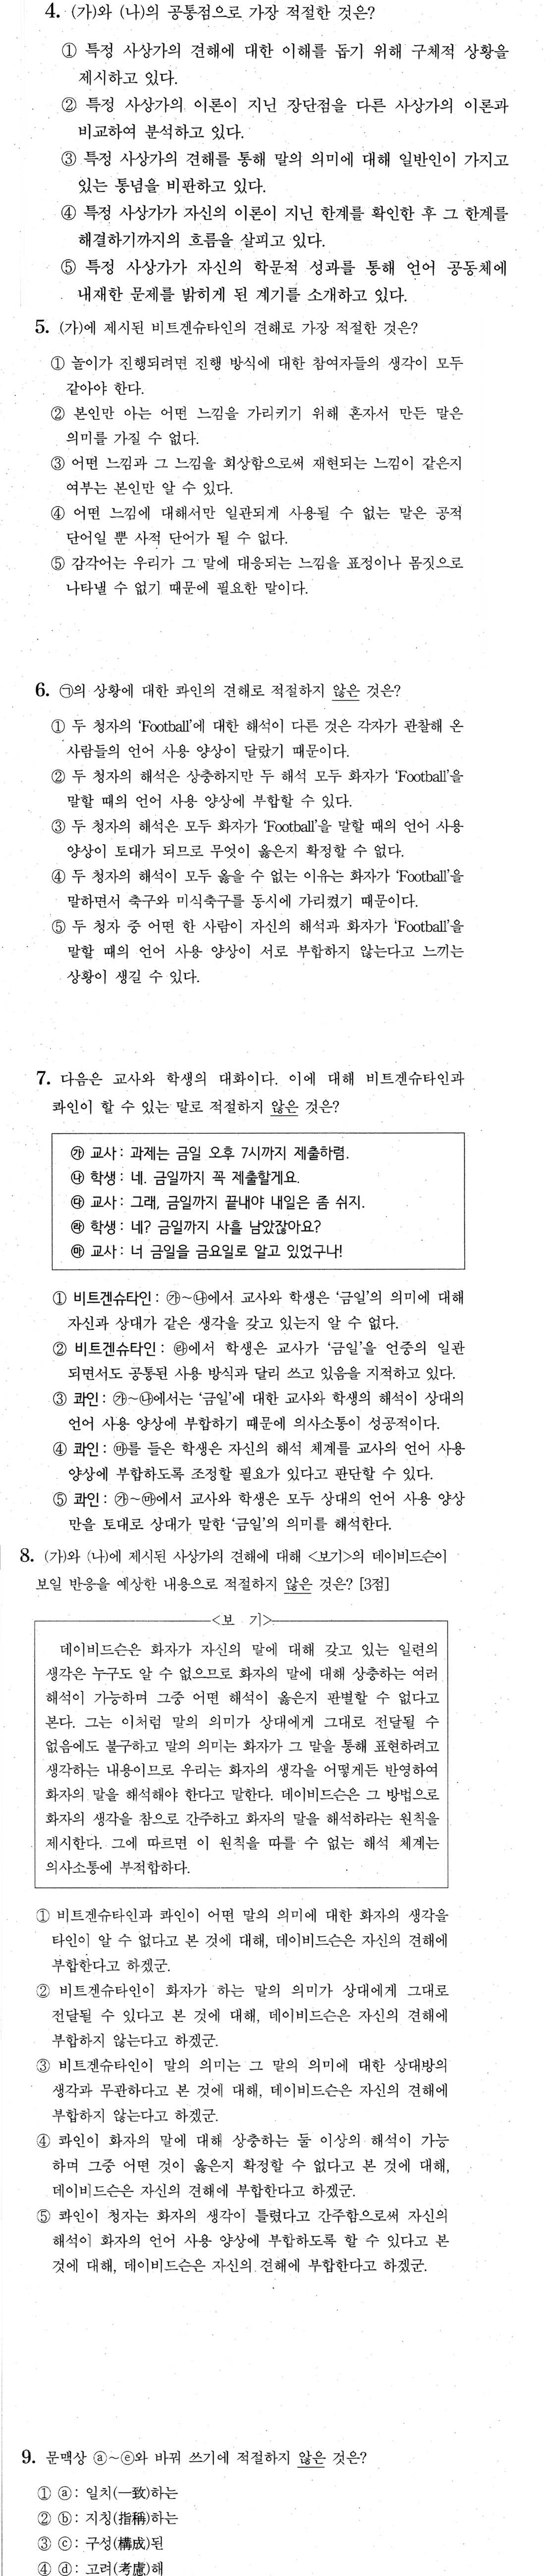 4. (가)와 (나)의 공통점으로 가장 적절한 것은?
① 특정 사상가의 견해에 대한 이해를 돕기 위해 구체적 상황을
제시하고 있다.
② 특정 사상가의 이론이 지닌 장단점을 다른 사상가의 이론과
비교하여 분석하고 있다.
③ 특정 사상가의 견해를 통해 말의 의미에 대해 일반인이 가지고
있는 통념을 비판하고 있다.
④ 특정 사상가가 자신의 이론이 지닌 한계를 확인한 후 그 한계를
해결하기까지의 흐름을 살피고 있다.
⑤ 특정 사상가가 자신의 학문적 성과를 통해 언어 공동체에
내재한 문제를 밝히게 된 계기를 소개하고 있다.
5. (가)에 제시된 비트겐슈타인의 견해로 가장 적절한 것은?
① 놀이가 진행되려면 진행 방식에 대한 참여자들의 생각이 모두
같아야 한다.
② 본인만 아는 어떤 느낌을 가리키기 위해 혼자서 만든 말은
의미를 가질 수 없다.
③ 어떤 느낌과 그 느낌을 회상함으로써 재현되는 느낌이 같은지
여부는 본인만 알 수 있다.
④ 어떤 느낌에 대해서만 일관되게 사용될 수 없는 말은 공적
단어일 뿐 사적 단어가 될 수 없다.
⑤ 감각어는 우리가 그 말에 대응되는 느낌을 표정이나 몸짓으로
나타낼 수 없기 때문에 필요한 말이다.
6. ㉠의 상황에 대한 콰인의 견해로 적절하지 않은 것은?
① 두 청자의 ‘Football’에 대한 해석이 다른 것은 각자가 관찰해 온
사람들의 언어 사용 양상이 달랐기 때문이다.
② 두 청자의 해석은 상충하지만 두 해석 모두 화자가 ‘Football’을
말할 때의 언어 사용 양상에 부합할 수 있다.
③ 두 청자의 해석은 모두 화자가 ‘Football’을 말할 때의 언어 사용
양상이 토대가 되므로 무엇이 옳은지 확정할 수 없다.
④ 두 청자의 해석이 모두 옳을 수 없는 이유는 화자가 ‘Football’을
말하면서 축구와 미식축구를 동시에 가리켰기 때문이다.
⑤ 두 청자 중 어떤 한 사람이 자신의 해석과 화자가 ‘Football’을
말할 때의 언어 사용 양상이 서로 부합하지 않는다고 느끼는
상황이 생길 수 있다.
7. 다음은 교사와 학생의 대화이다. 이에 대해 비트겐슈타인과
콰인이 할 수 있는 말로 적절하지 않은 것은?
㉮ 교사 : 과제는 금일 오후 7시까지 제출하렴.
㉯ 학생 : 네. 금일까지 꼭 제출할게요.
㉰ 교사 : 그래, 금일까지 끝내야 내일은 좀 쉬지.
㉱ 학생 : 네? 금일까지 사흘 남았잖아요?
㉲ 교사 : 너 금일을 금요일로 알고 있었구나!
① 비트겐슈타인 : ㉮～㉯에서 교사와 학생은 ‘금일’의 의미에 대해
자신과 상대가 같은 생각을 갖고 있는지 알 수 없다.
② 비트겐슈타인 : ㉱에서 학생은 교사가 ‘금일’을 언중의 일관
되면서도 공통된 사용 방식과 달리 쓰고 있음을 지적하고 있다.
③ 콰인 : ㉮～㉯에서는 ‘금일’에 대한 교사와 학생의 해석이 상대의
언어 사용 양상에 부합하기 때문에 의사소통이 성공적이다.
④ 콰인 : ㉲를 들은 학생은 자신의 해석 체계를 교사의 언어 사용
양상에 부합하도록 조정할 필요가 있다고 판단할 수 있다.
⑤ 콰인 : ㉮～㉲에서 교사와 학생은 모두 상대의 언어 사용 양상
만을 토대로 상대가 말한 ‘금일’의 의미를 해석한다.
8. (가)와 (나)에 제시된 사상가의 견해에 대해 <보기>의 데이비드슨이
보일 반응을 예상한 내용으로 적절하지 않은 것은? [3점]
<보 기>
데이비드슨은 화자가 자신의 말에 대해 갖고 있는 일련의
생각은 누구도 알 수 없으므로 화자의 말에 대해 상충하는 여러
해석이 가능하며 그중 어떤 해석이 옳은지 판별할 수 없다고
본다. 그는 이처럼 말의 의미가 상대에게 그대로 전달될 수
없음에도 불구하고 말의 의미는 화자가 그 말을 통해 표현하려고
생각하는 내용이므로 우리는 화자의 생각을 어떻게든 반영하여
화자의 말을 해석해야 한다고 말한다. 데이비드슨은 그 방법으로
화자의 생각을 참으로 간주하고 화자의 말을 해석하라는 원칙을
제시한다. 그에 따르면 이 원칙을 따를 수 없는 해석 체계는
의사소통에 부적합하다.
① 비트겐슈타인과 콰인이 어떤 말의 의미에 대한 화자의 생각을
타인이 알 수 없다고 본 것에 대해, 데이비드슨은 자신의 견해에
부합한다고 하겠군.
② 비트겐슈타인이 화자가 하는 말의 의미가 상대에게 그대로
전달될 수 있다고 본 것에 대해, 데이비드슨은 자신의 견해에
부합하지 않는다고 하겠군.
③ 비트겐슈타인이 말의 의미는 그 말의 의미에 대한 상대방의
생각과 무관하다고 본 것에 대해, 데이비드슨은 자신의 견해에
부합하지 않는다고 하겠군.
④ 콰인이 화자의 말에 대해 상충하는 둘 이상의 해석이 가능
하며 그중 어떤 것이 옳은지 확정할 수 없다고 본 것에 대해,
데이비드슨은 자신의 견해에 부합한다고 하겠군.
⑤ 콰인이 청자는 화자의 생각이 틀렸다고 간주함으로써 자신의
해석이 화자의 언어 사용 양상에 부합하도록 할 수 있다고 본
것에 대해, 데이비드슨은 자신의 견해에 부합한다고 하겠군.
9. 문맥상 ⓐ～ⓔ와 바꿔 쓰기에 적절하지 않은 것은?
① ⓐ : 일치(一致)하는
② ⓑ : 지칭(指稱)하는
③ ⓒ : 구성(構成)된
④ ⓓ : 고려(考慮)해